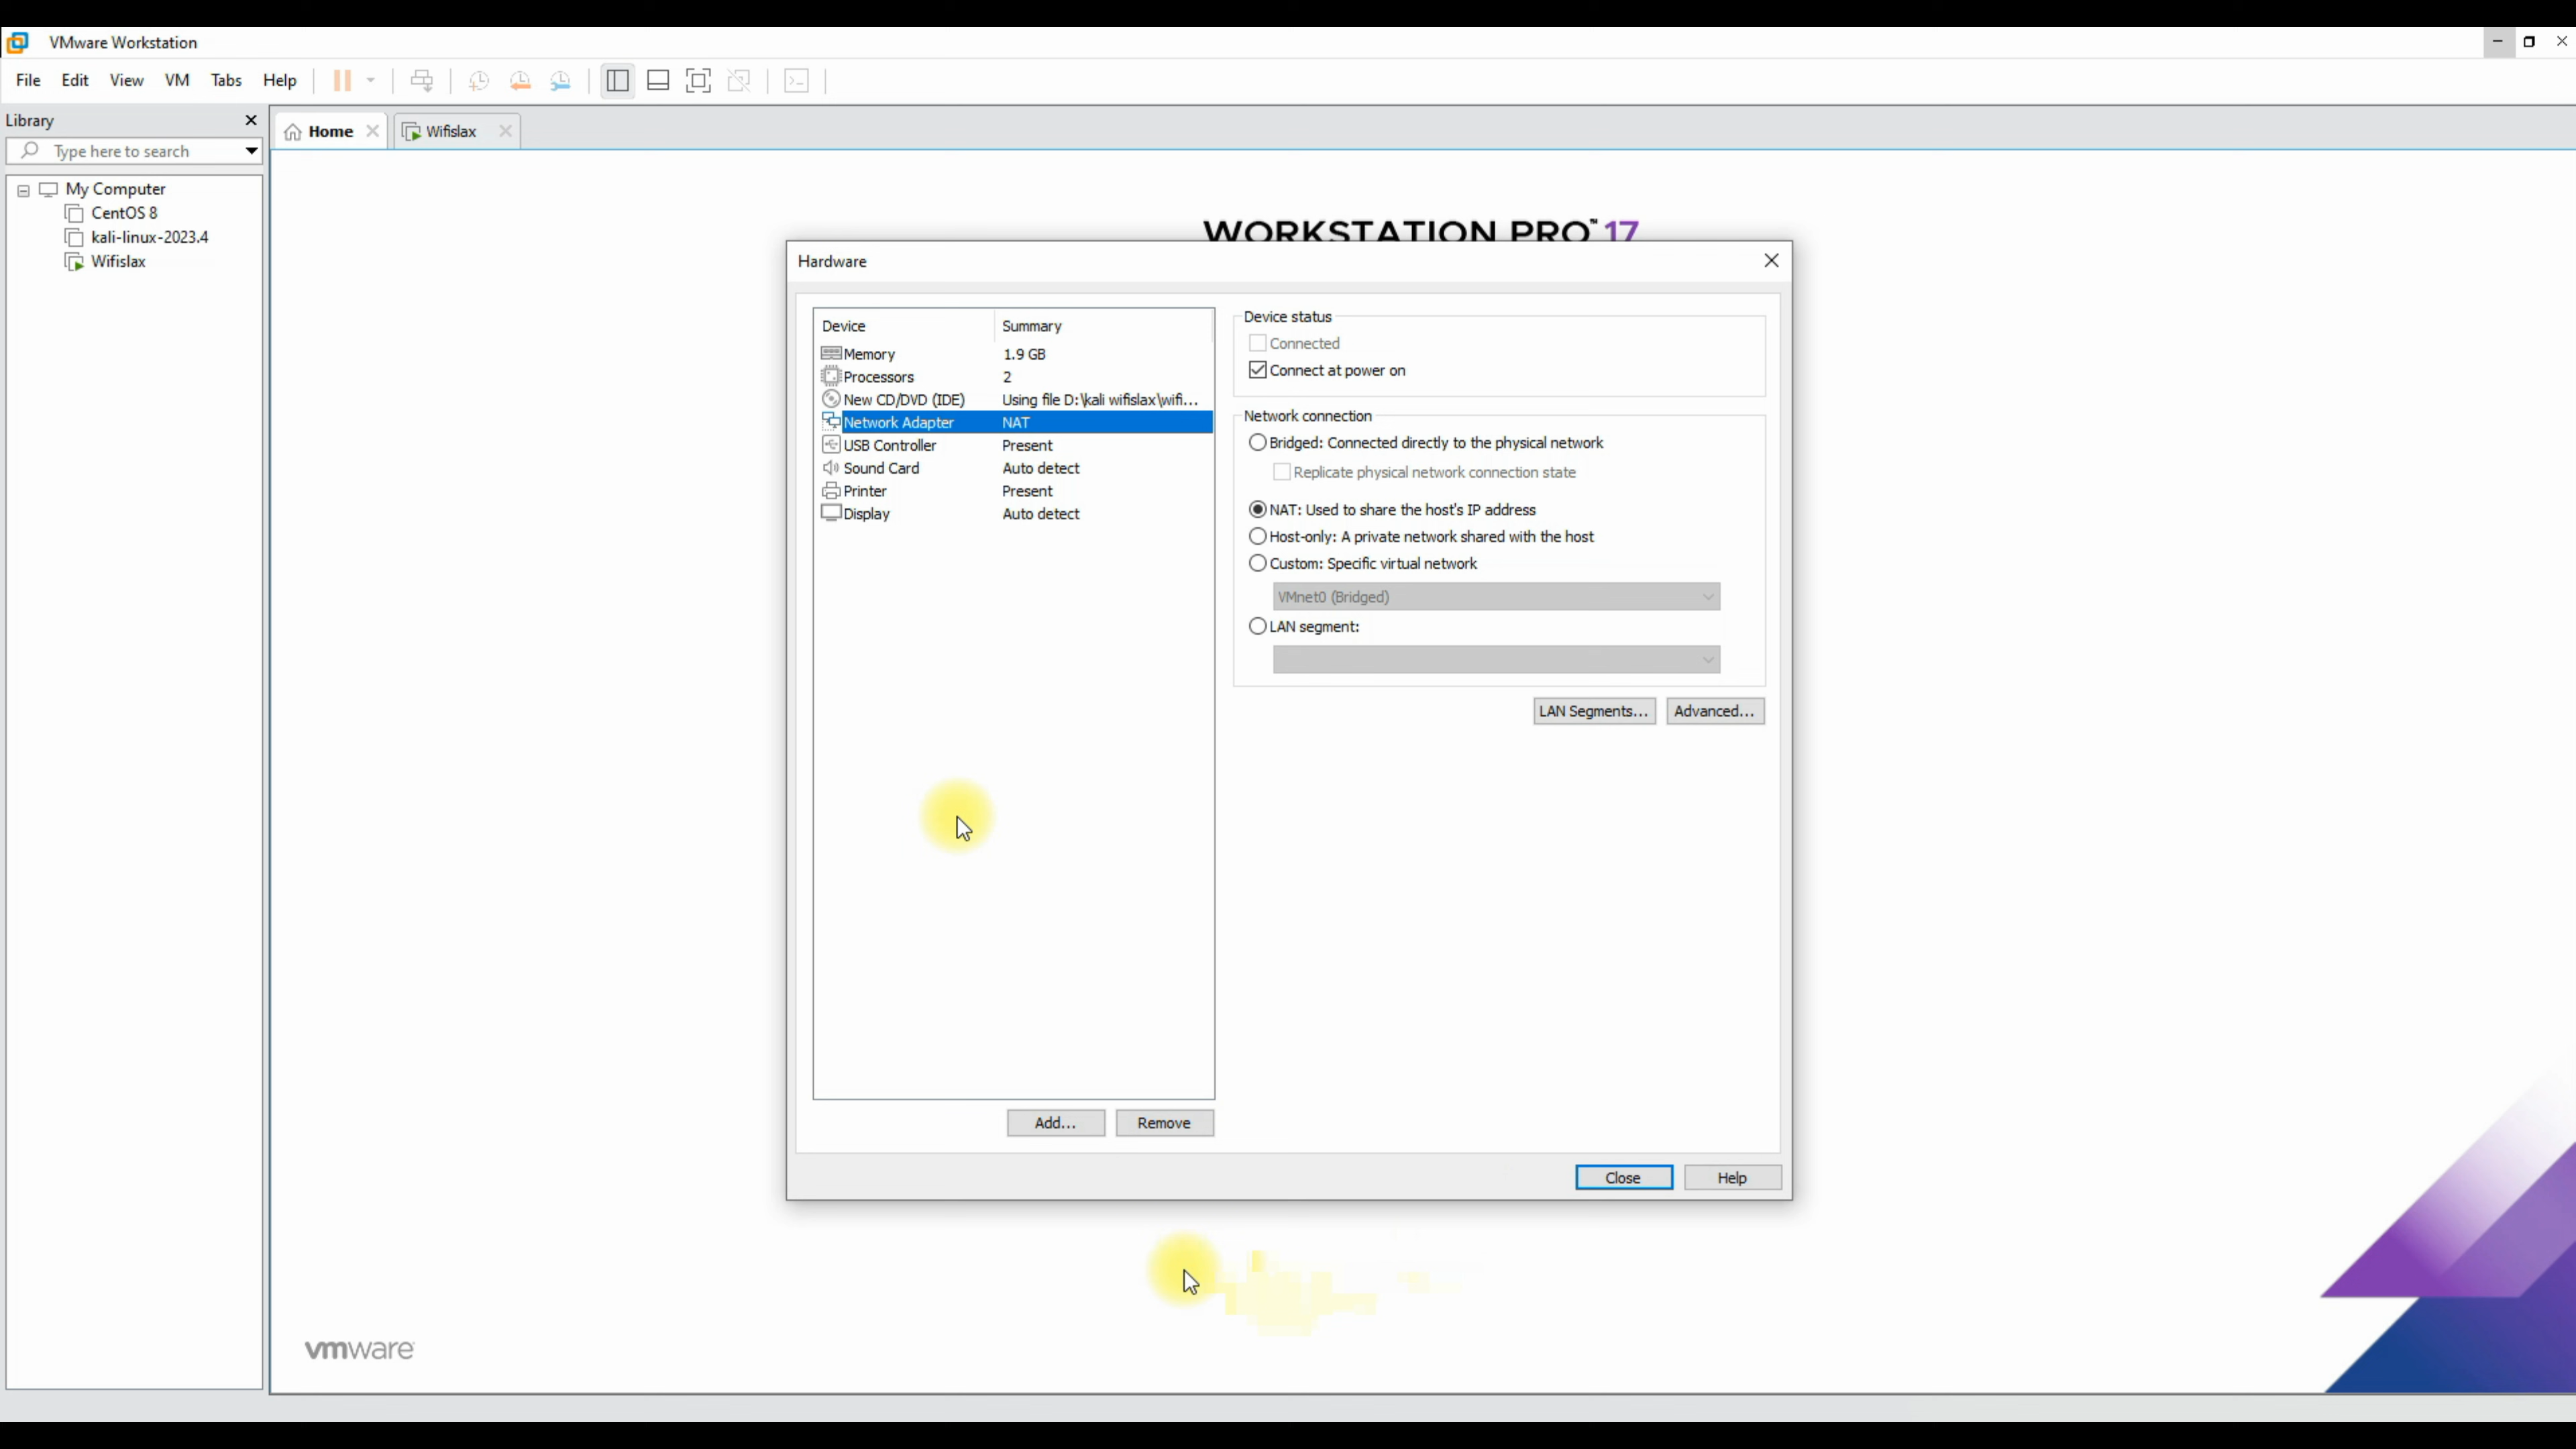 VMware Workstation
File Edit View VM Tabs Help
Library
Type here to search
My Computer
CentOS 8
kali-linux-2023.4
Wifislax
Home
Wifislax
WORKSTATION PRO™ 17
Hardware
Device Summary
Memory 1.9 GB
Processors 2
New CD/DVD (IDE) Using file D:\kali wifislax\wifi...
Network Adapter NAT
USB Controller Present
Sound Card Auto detect
Printer Present
Display Auto detect
Add... Remove
Device status
Connected
Connect at power on
Network connection
Bridged: Connected directly to the physical network
Replicate physical network connection state
NAT: Used to share the host's IP address
Host-only: A private network shared with the host
Custom: Specific virtual network
VMnet0 (Bridged)
LAN segment:
LAN Segments... Advanced...
Close Help
vmware